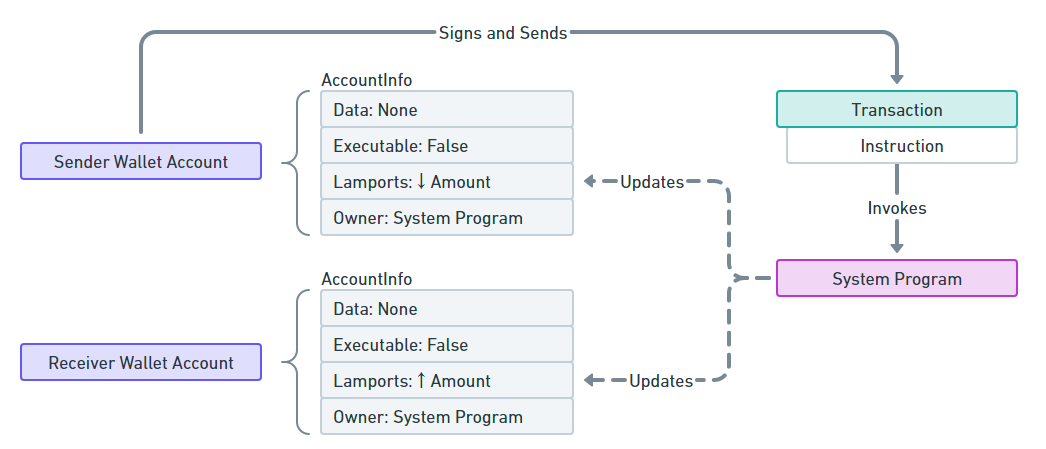 Signs and Sends
AccountInfo
Data: None
Executable: False
Lamports: ↓ Amount
Owner: System Program
Sender Wallet Account
Transaction
Instruction
Updates
Invokes
System Program
AccountInfo
Data: None
Executable: False
Lamports: ↑ Amount
Owner: System Program
Receiver Wallet Account
Updates